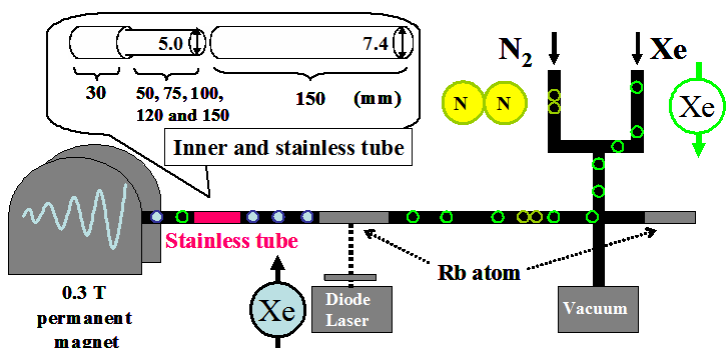 5.0
7.4
30
50, 75, 100,
120 and 150
150 (mm)
Inner and stainless tube
N2
Xe
N N
Xe
Stainless tube
Rb atom
0.3 T
permanent
magnet
Xe
Diode
Laser
Vacuum